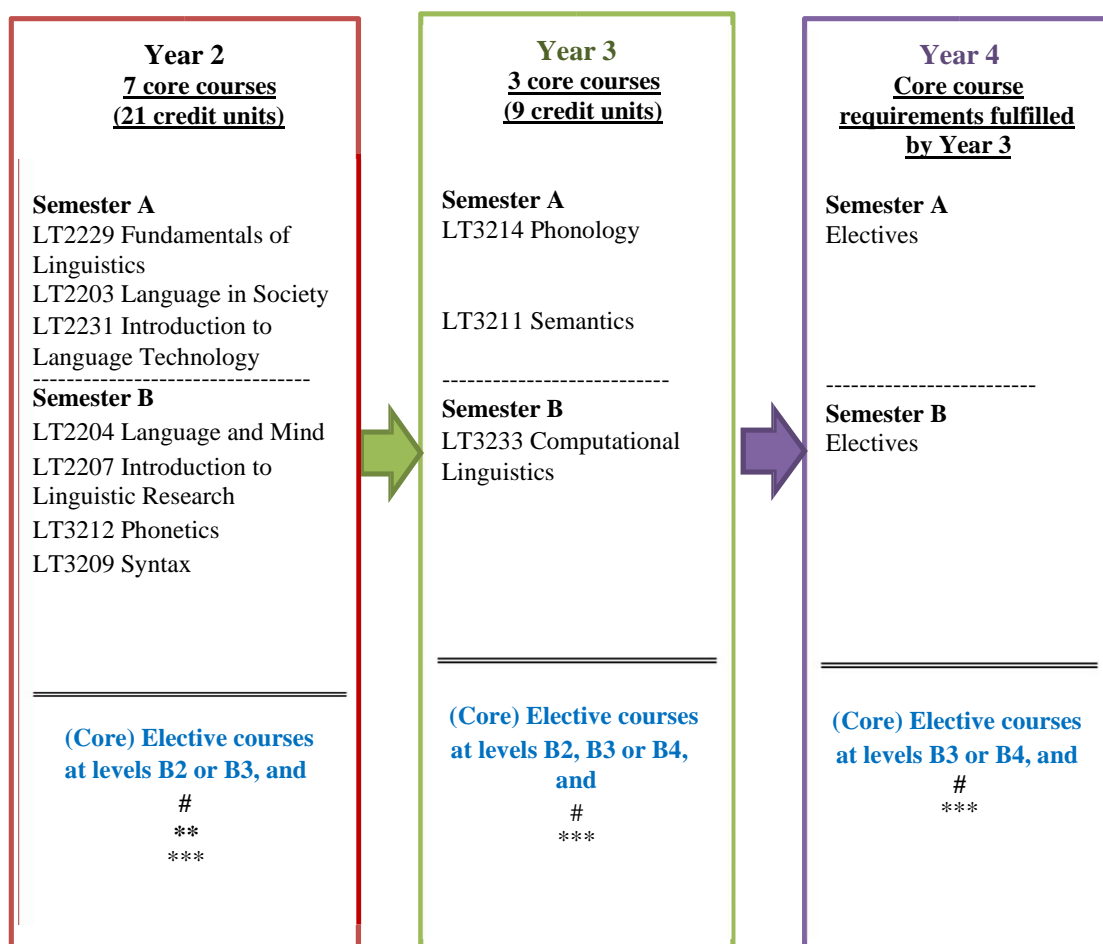 Year 2
7 core courses
(21 credit units)
Semester A
LT2229 Fundamentals of
Linguistics
LT2203 Language in Society
LT2231 Introduction to
Language Technology
---------------------------------
Semester B
LT2204 Language and Mind
LT2207 Introduction to
Linguistic Research
LT3212 Phonetics
LT3209 Syntax
(Core) Elective courses
at levels B2 or B3, and
#
**
***
Year 3
3 core courses
(9 credit units)
Semester A
LT3214 Phonology
LT3211 Semantics
---------------------------
Semester B
LT3233 Computational
Linguistics
(Core) Elective courses
at levels B2, B3 or B4,
and
#
***
Year 4
Core course
requirements fulfilled
by Year 3
Semester A
Electives
-------------------------
Semester B
Electives
(Core) Elective courses
at levels B3 or B4, and
#
***